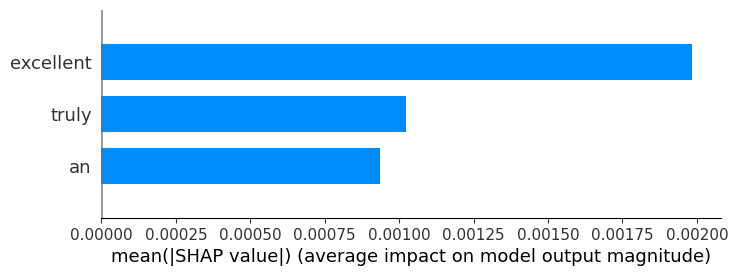 excellent
truly
an
0.00000 0.00025 0.00050 0.00075 0.00100 0.00125 0.00150 0.00175 0.00200
mean(|SHAP value|) (average impact on model output magnitude)